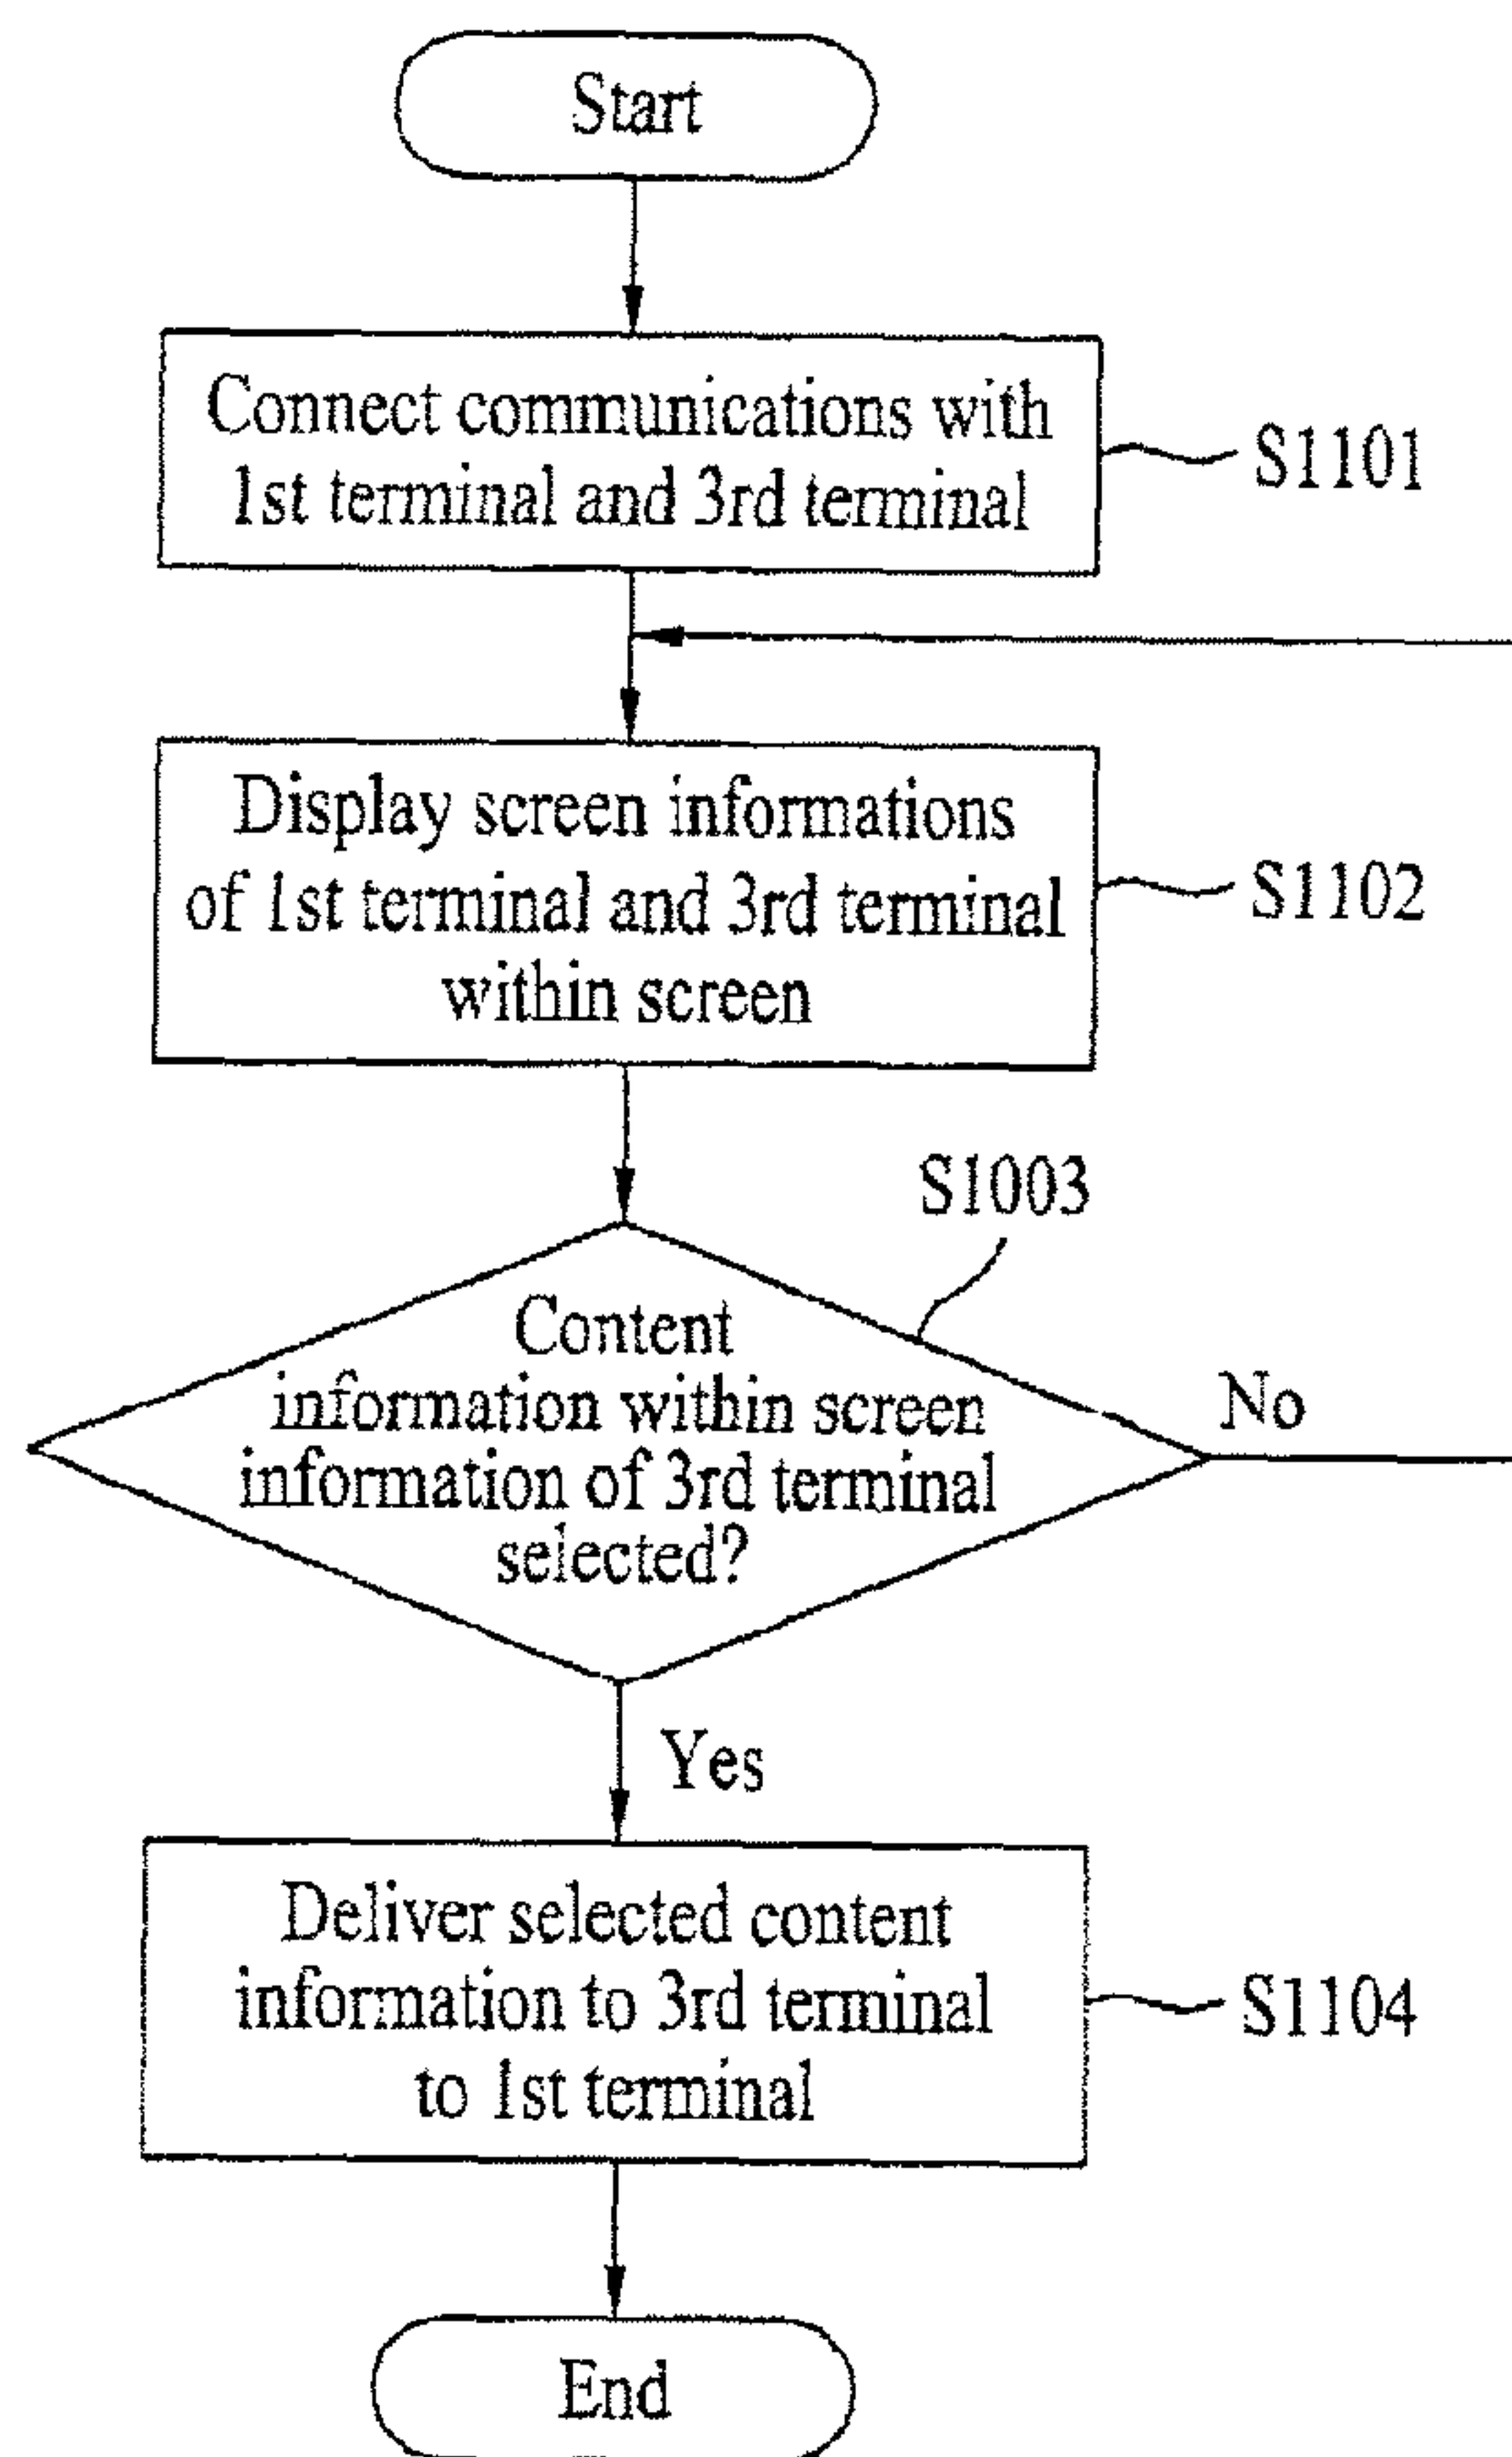 Start
Connect communications with
1st terminal and 3rd terminal
S1101
Display screen informations
of 1st terminal and 3rd terminal
within screen
S1102
S1003
Content
information within screen
information of 3rd terminal
selected?
No
Yes
Deliver selected content
information to 3rd terminal
to 1st terminal
S1104
End